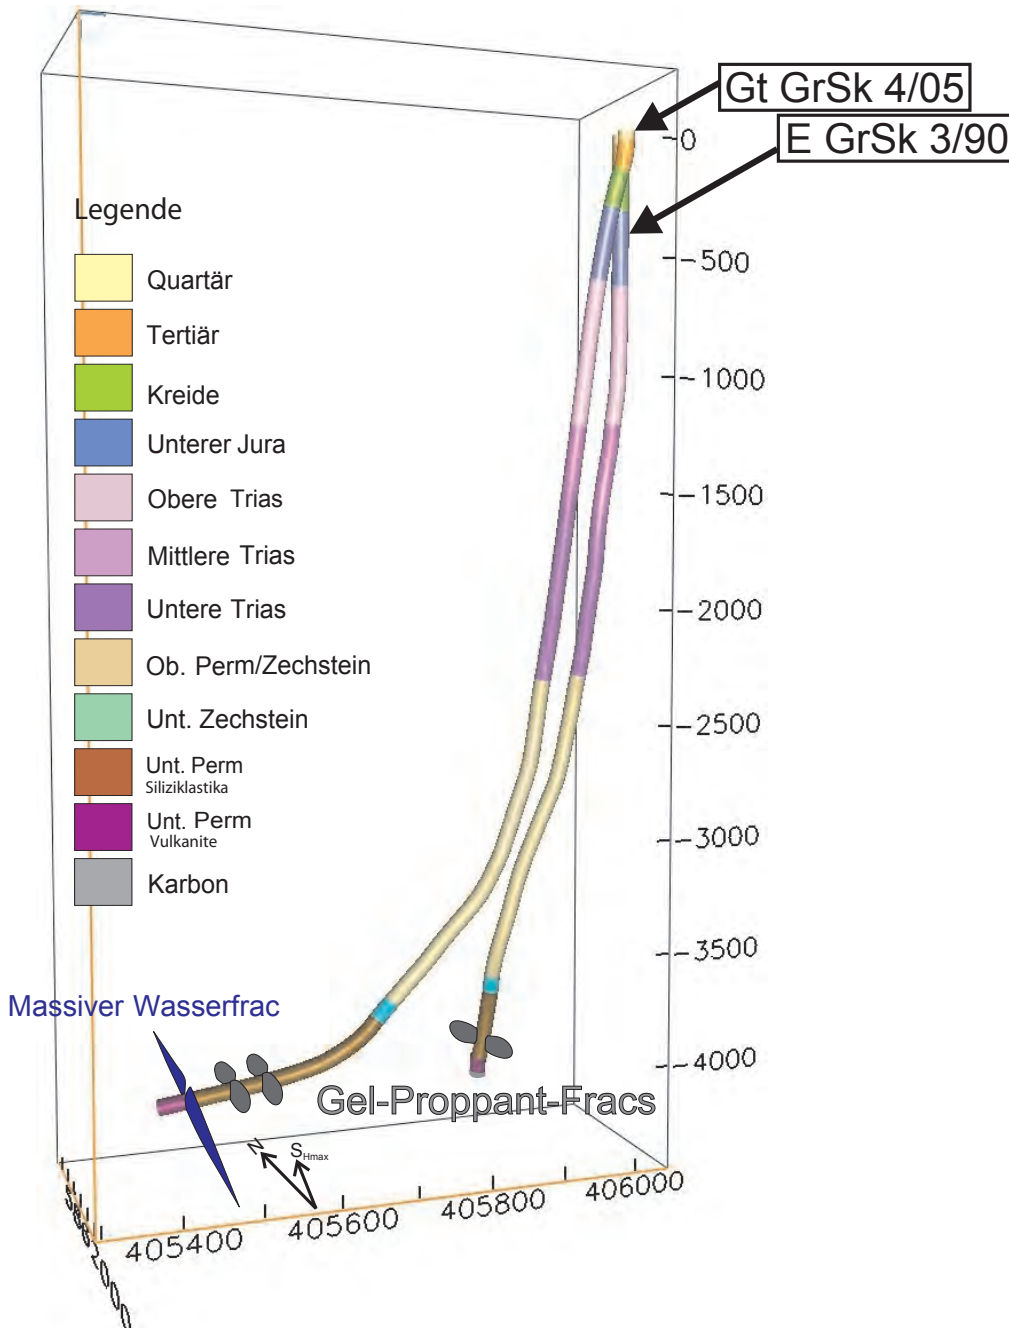 Gt GrSk 4/05
E GrSk 3/90
0
-500
-1000
-1500
-2000
-2500
-3000
-3500
-4000
Legende
Quartär
Tertiär
Kreide
Unterer Jura
Obere Trias
Mittlere Trias
Untere Trias
Ob. Perm/Zechstein
Unt. Zechstein
Unt. Perm
Siliziklastika
Unt. Perm
Vulkanite
Karbon
Massiver Wasserfrac
Gel-Proppant-Fracs
N
SHmax
405400
405600
405800
406000